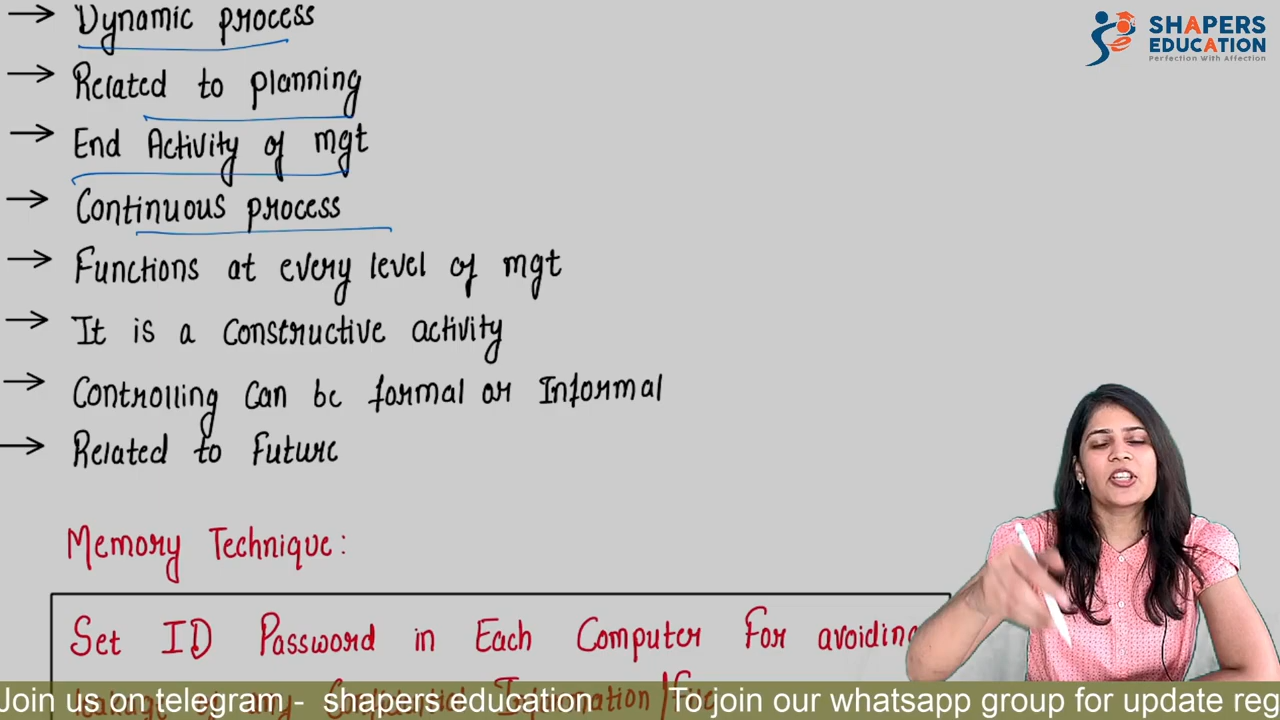 → Dynamic process
→ Related to planning
→ End Activity of mgt
→ Continuous process
→ Functions at every level of mgt
→ It is a constructive activity
→ Controlling can be formal or Informal
→ Related to Future
Memory Technique:
Set ID Password in Each Computer For avoiding
any Confidential Information
SHAPERS
EDUCATION
Perfection With Affection
Join us on telegram - shapers education To join our whatsapp group for update reg